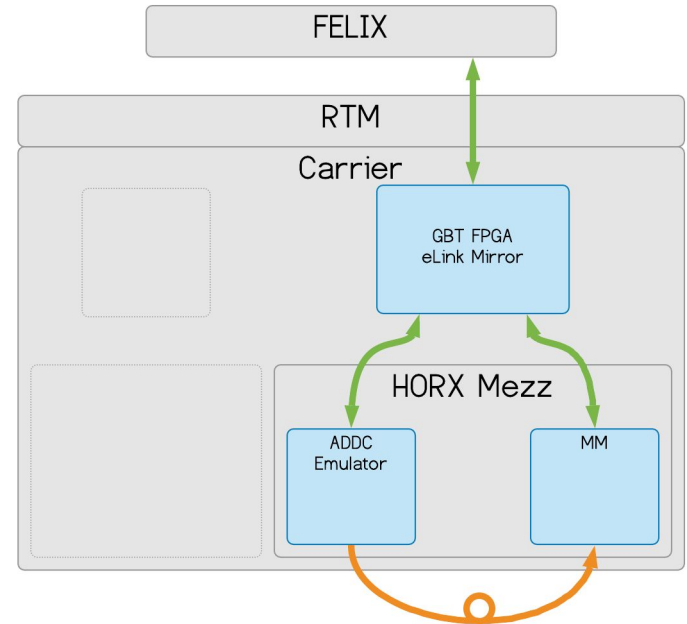 FELIX
RTM
Carrier
GBT FPGA
eLink Mirror
HORX Mezz
ADDC
Emulator
MM